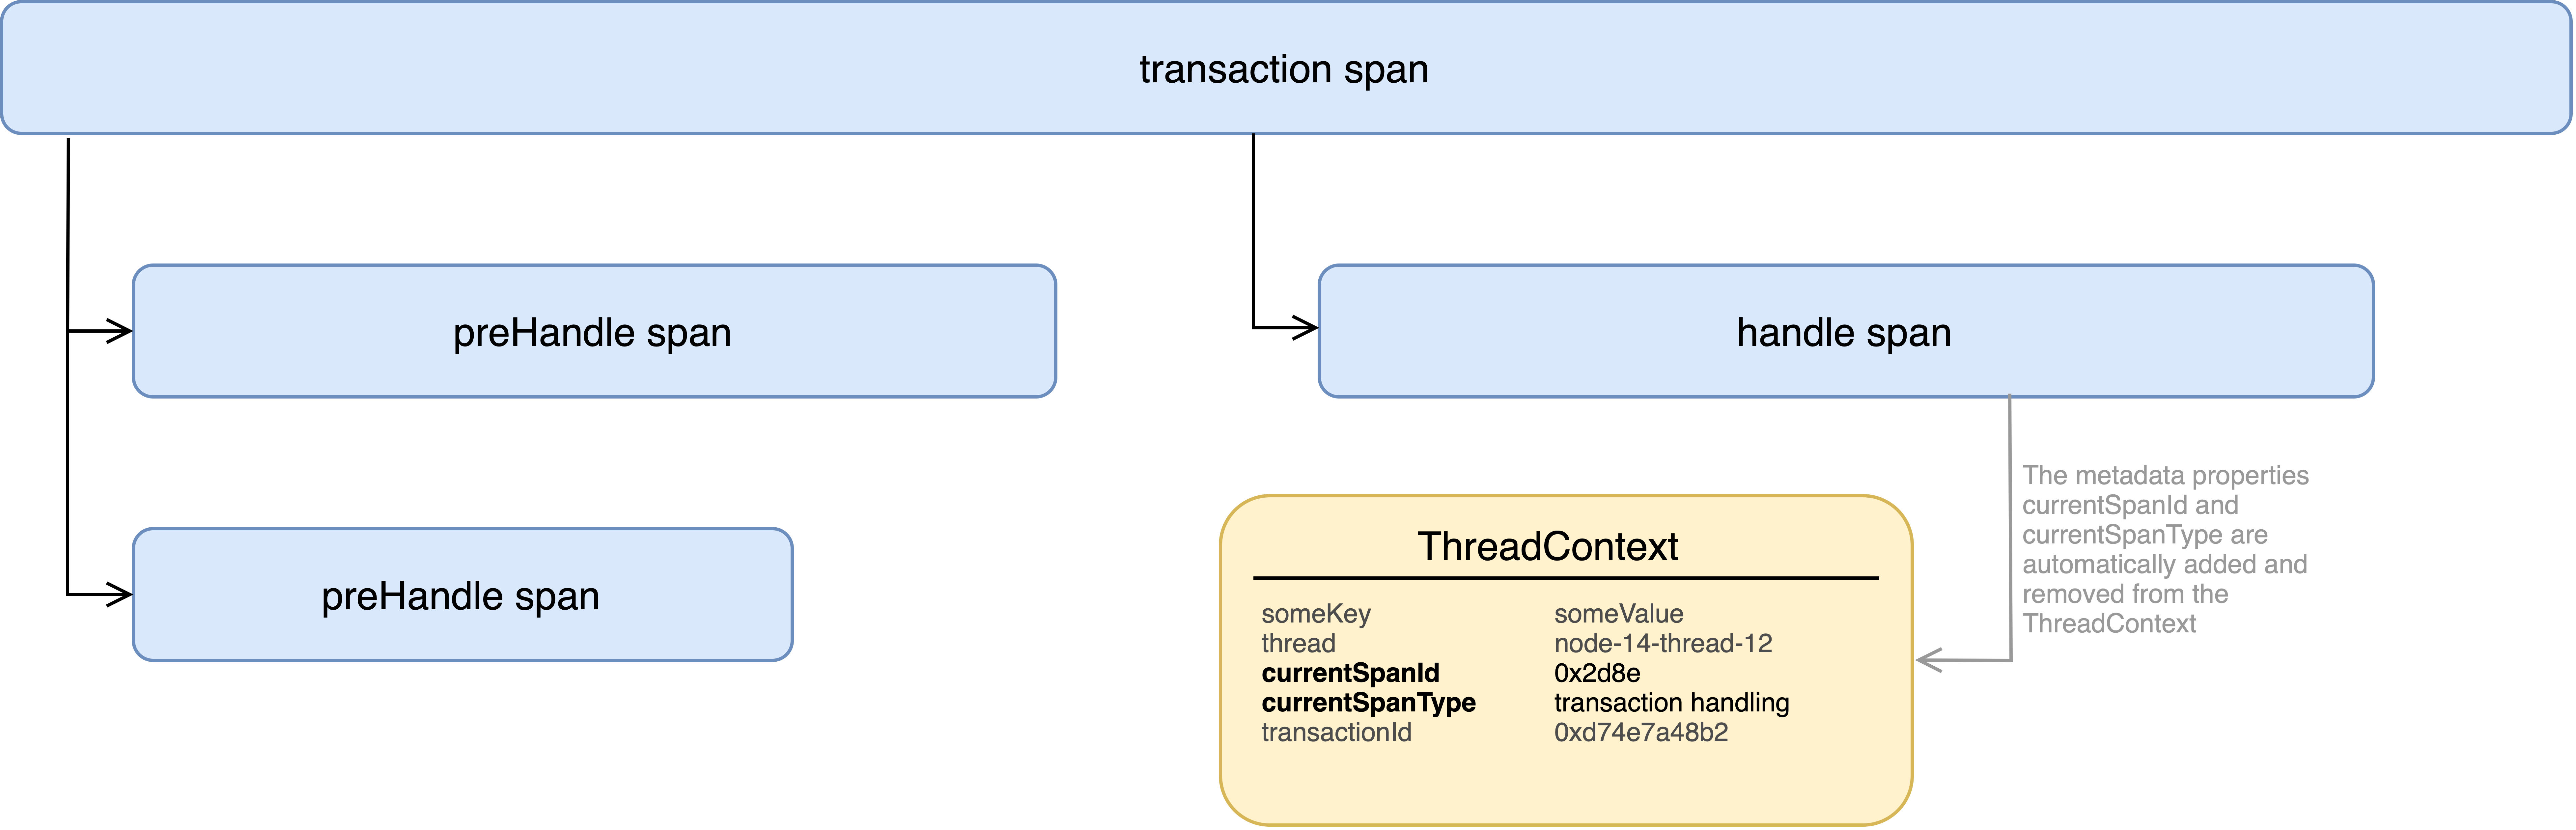 transaction span
preHandle span
handle span
preHandle span
The metadata properties
currentSpanId and
currentSpanType are
automatically added and
removed from the
ThreadContext
ThreadContext
someKey someValue
thread node-14-thread-12
currentSpanId 0x2d8e
currentSpanType transaction handling
transactionId 0xd74e7a48b2